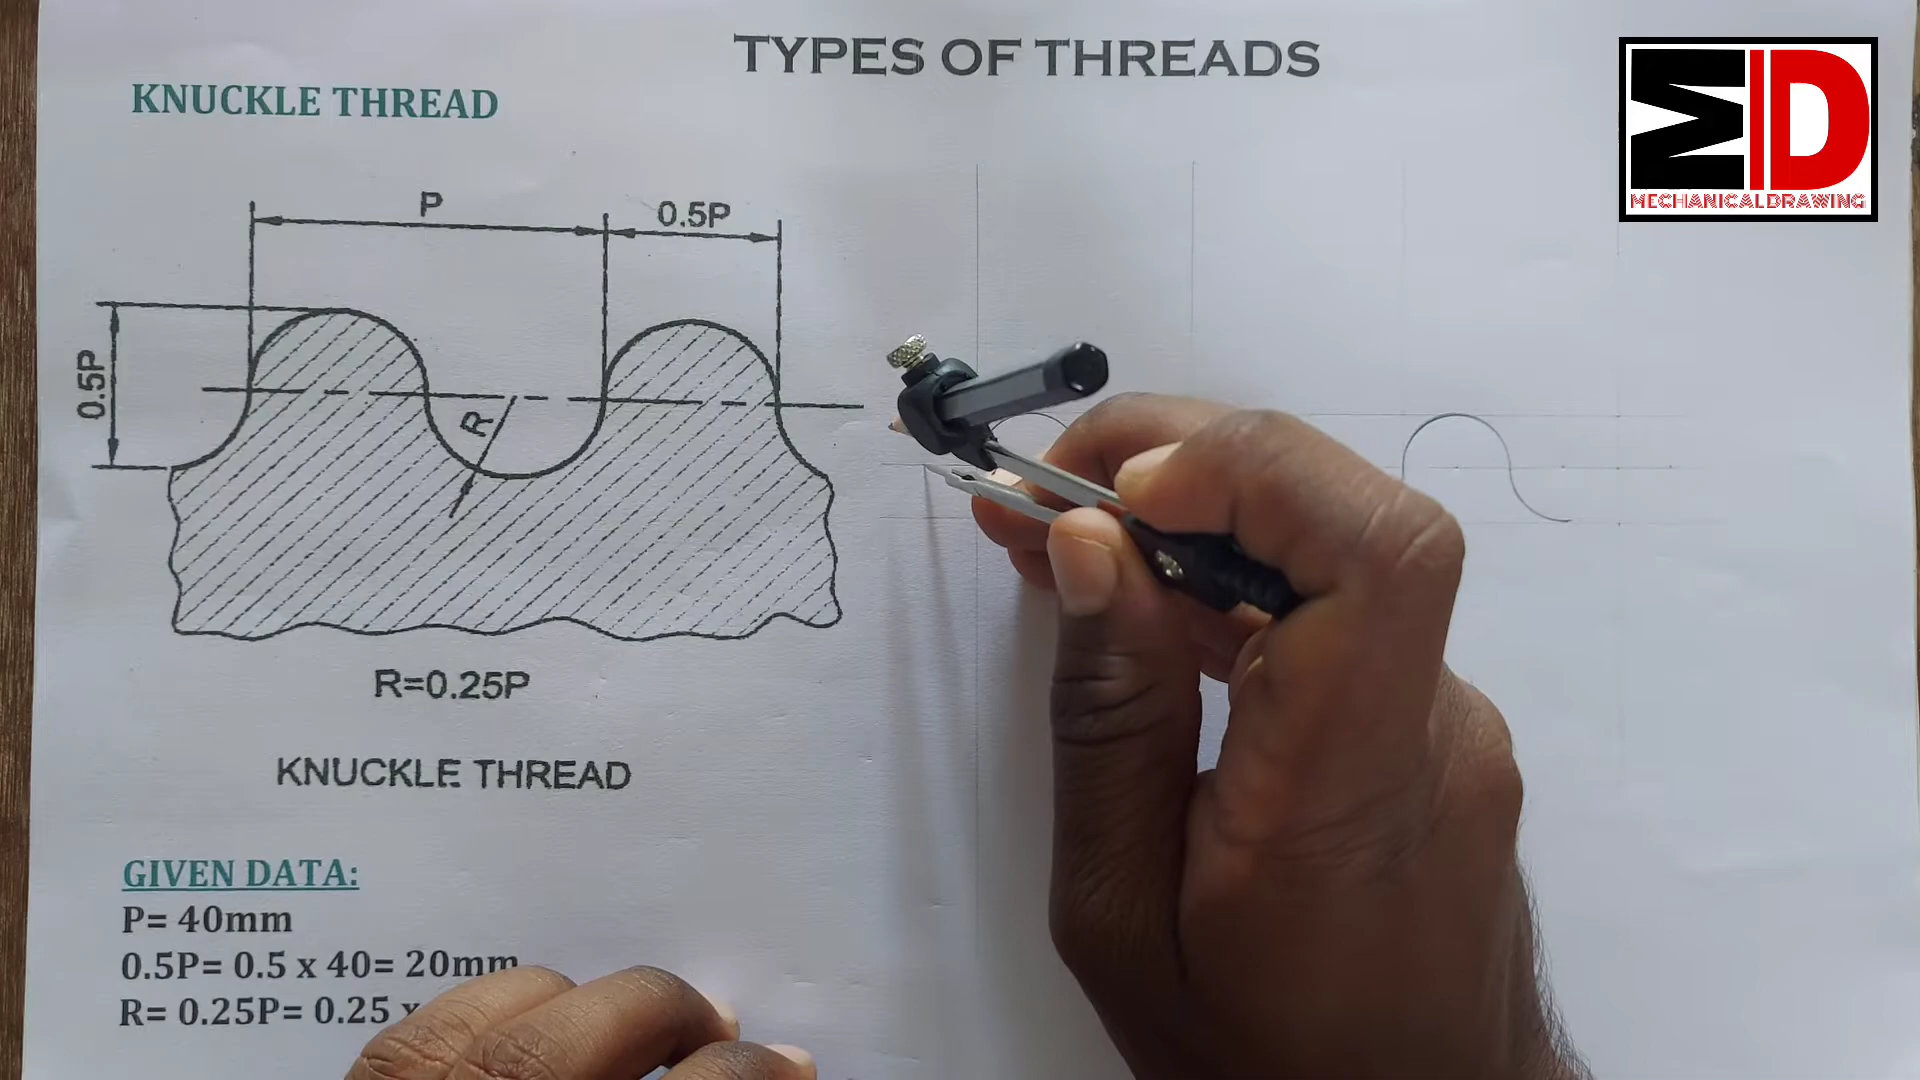 TYPES OF THREADS
KNUCKLE THREAD
MD
MECHANICALDRAWING
P
0.5P
0.5P
R
R=0.25P
KNUCKLE THREAD
GIVEN DATA:
P= 40mm
0.5P= 0.5 x 40= 20mm
R= 0.25P= 0.25 x